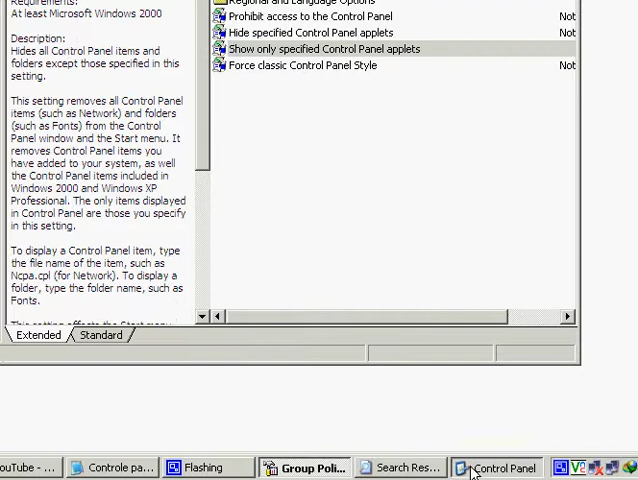 Requirements:
At least Microsoft Windows 2000
Description:
Hides all Control Panel items and
folders except those specified in this
setting.
This setting removes all Control Panel
items (such as Network) and folders
(such as Fonts) from the Control
Panel window and the Start menu. It
removes Control Panel items you
have added to your system, as well
the Control Panel items included in
Windows 2000 and Windows XP
Professional. The only items displayed
in Control Panel are those you specify
in this setting.
To display a Control Panel item, type
the file name of the item, such as
Ncpa.cpl (for Network). To display a
folder, type the folder name, such as
Fonts.
This setting affects the Start menu
Regional and Language Options
Prohibit access to the Control Panel Not
Hide specified Control Panel applets Not
Show only specified Control Panel applets
Force classic Control Panel Style Not
Extended Standard
ouTube - ... Controle pa... Flashing Group Poli... Search Res... Control Panel